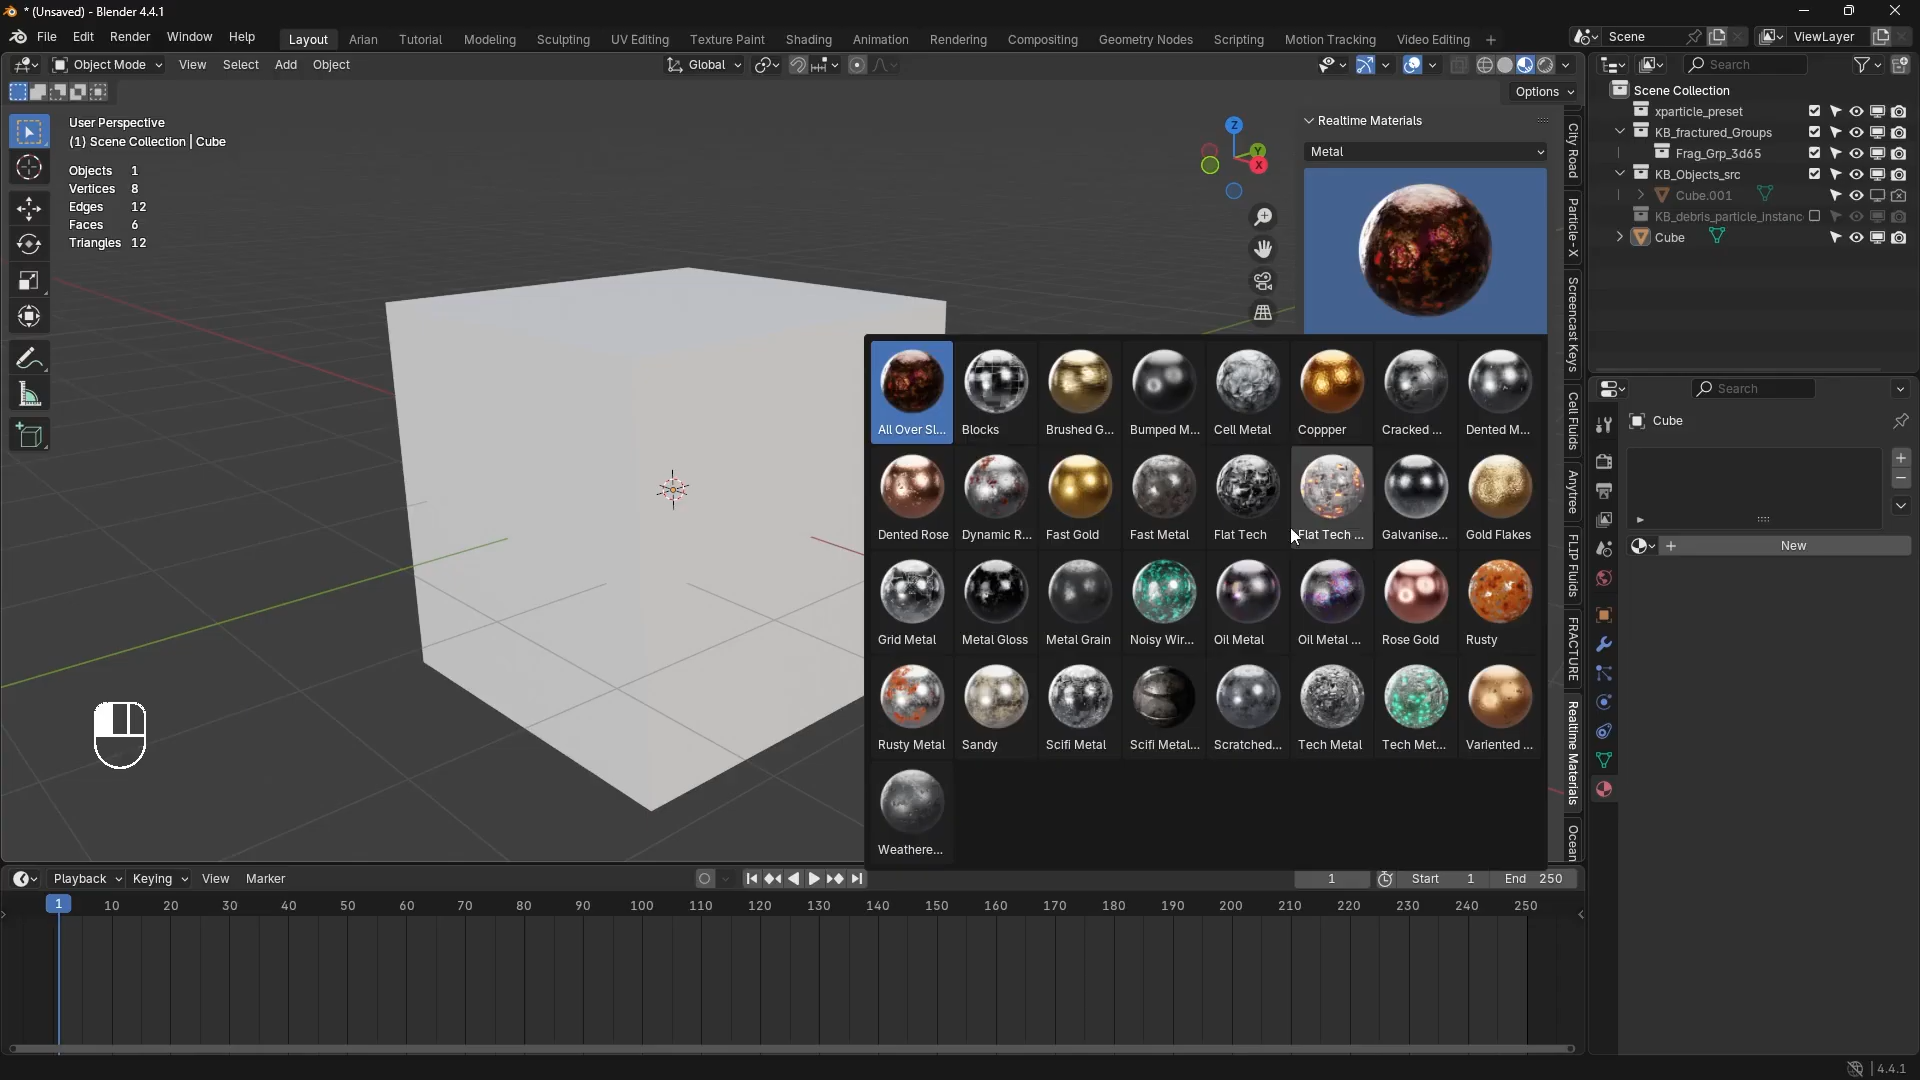 * (Unsaved) - Blender 4.4.1
File Edit Render Window Help Layout Arian Tutorial Modeling Sculpting UV Editing Texture Paint Shading Animation Rendering Compositing Geometry Nodes Scripting Motion Tracking Video Editing + Scene ViewLayer
Object Mode View Select Add Object Global Search
Options
User Perspective
(1) Scene Collection | Cube
Objects 1
Vertices 8
Edges 12
Faces 6
Triangles 12
Z
Y
X
Realtime Materials
Metal
All Over Sl... Blocks Brushed G... Bumped M... Cell Metal Coppper Cracked ... Dented M...
Dented Rose Dynamic R... Fast Gold Fast Metal Flat Tech Flat Tech ... Galvanise... Gold Flakes
Grid Metal Metal Gloss Metal Grain Noisy Wir... Oil Metal Oil Metal ... Rose Gold Rusty
Rusty Metal Sandy Scifi Metal Scifi Metal... Scratched... Tech Metal Tech Met... Variented ...
Weathere...
City Road
Particle - X
Screencast Keys
Cell Fluids
Anytree
FLIP Fluids
FRACTURE
Realtime Materials
Ocean
Scene Collection
xparticle_preset
KB_fractured_Groups
Frag_Grp_3d65
KB_Objects_src
Cube.001
KB_debris_particle_instanc
Cube
Search
Cube
New
Playback Keying View Marker 1 Start 1 End 250
1 10 20 30 40 50 60 70 80 90 100 110 120 130 140 150 160 170 180 190 200 210 220 230 240 250
4.4.1